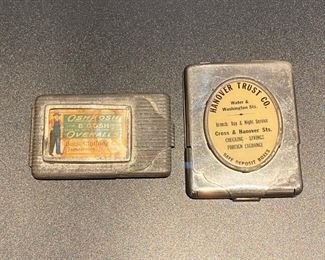 OSHKOSH
B'GOSH
OVERALLS
HANOVER TRUST CO.
Water &
Washington Sts.
Branch: Day & Night Service
Cross & Hanover Sts.
CHECKING - SAVINGS
FOREIGN EXCHANGE
SAFE DEPOSIT BOXES